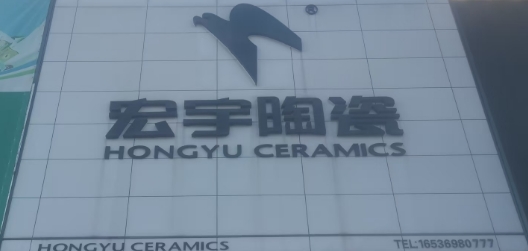 ®
宏宇陶瓷
HONGYU CERAMICS
HONGYU CERAMICS
TEL:16536980777